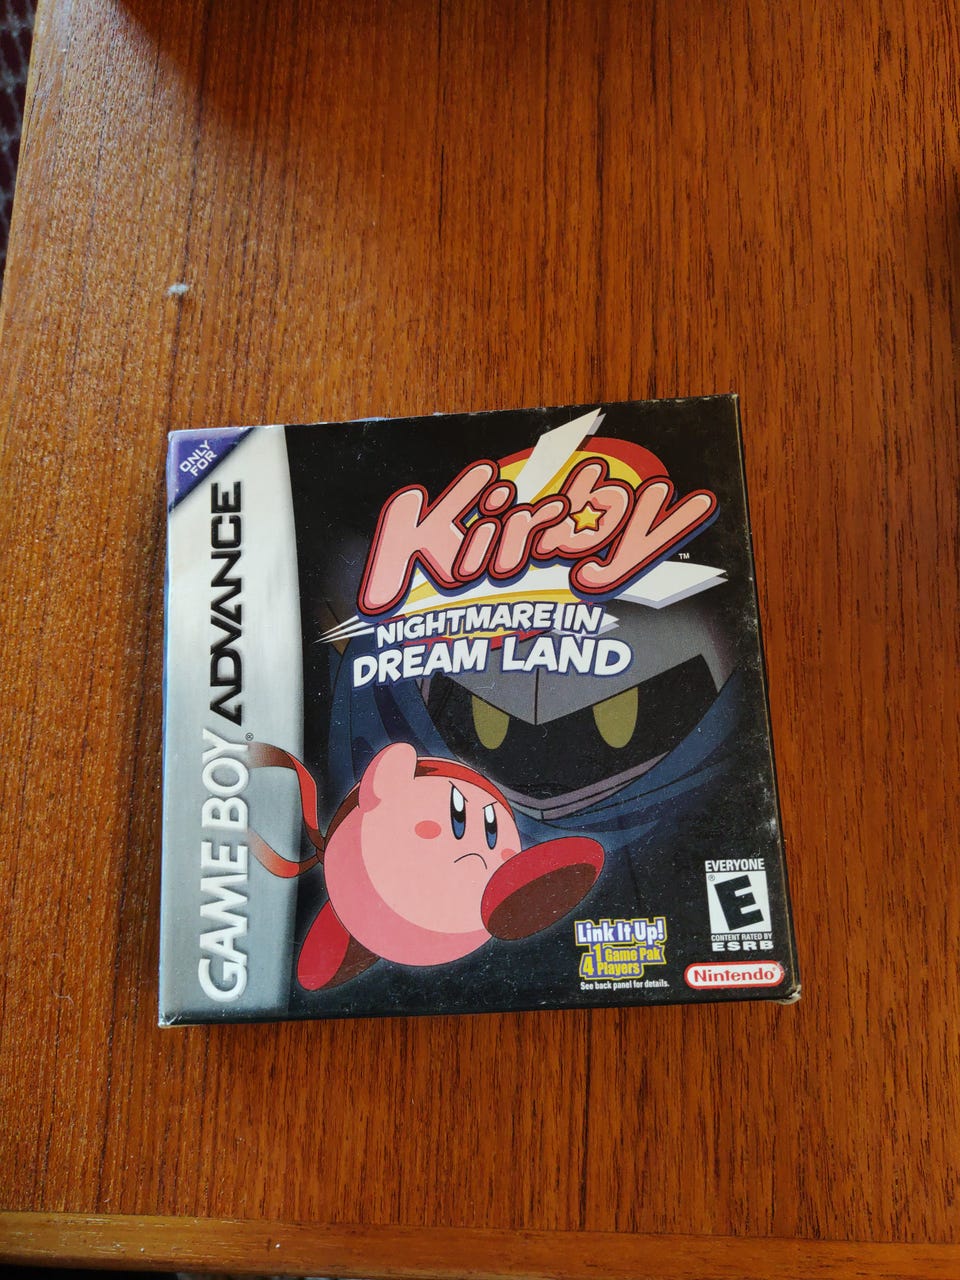 ONLY
FOR
GAME BOY ADVANCE
®
Kirby
TM
NIGHTMARE IN
DREAM LAND
EVERYONE
E
®
CONTENT RATED BY
ESRB
Link It Up!
1 Game Pak
4 Players
See back panel for details.
Nintendo®